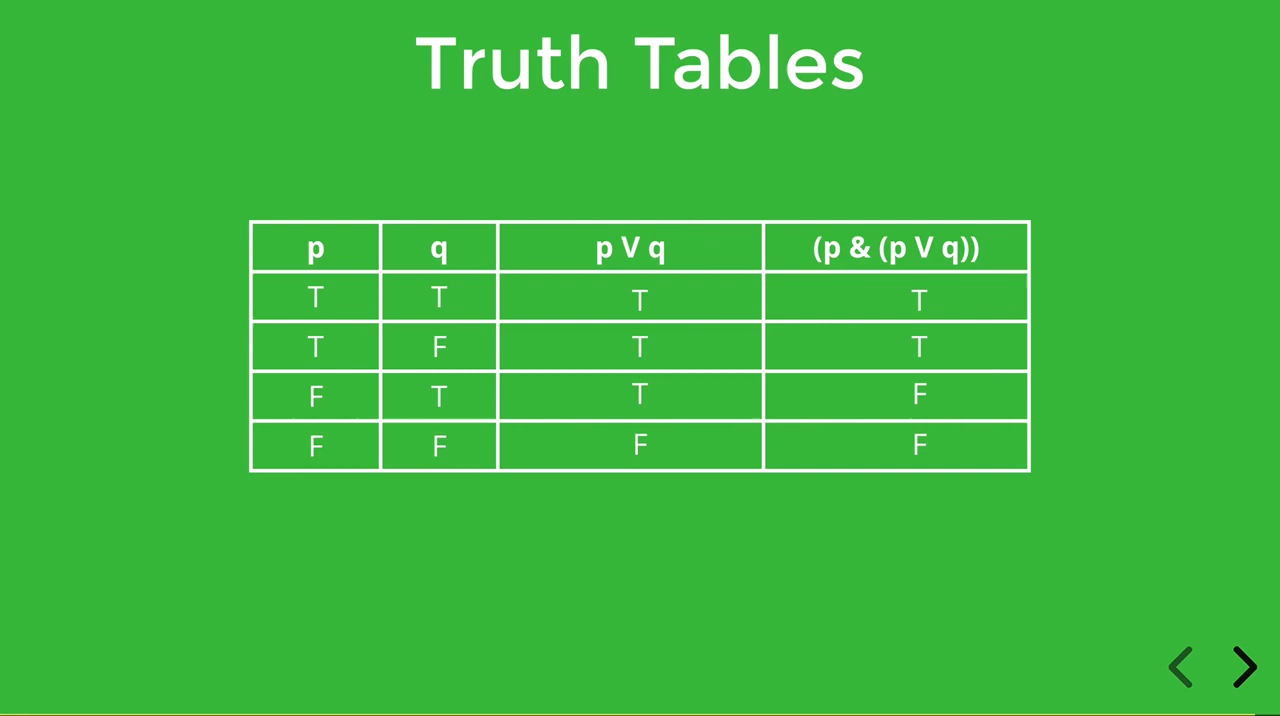 Truth Tables
p q p V q (p & (p V q))
T T T T
T F T T
F T T F
F F F F